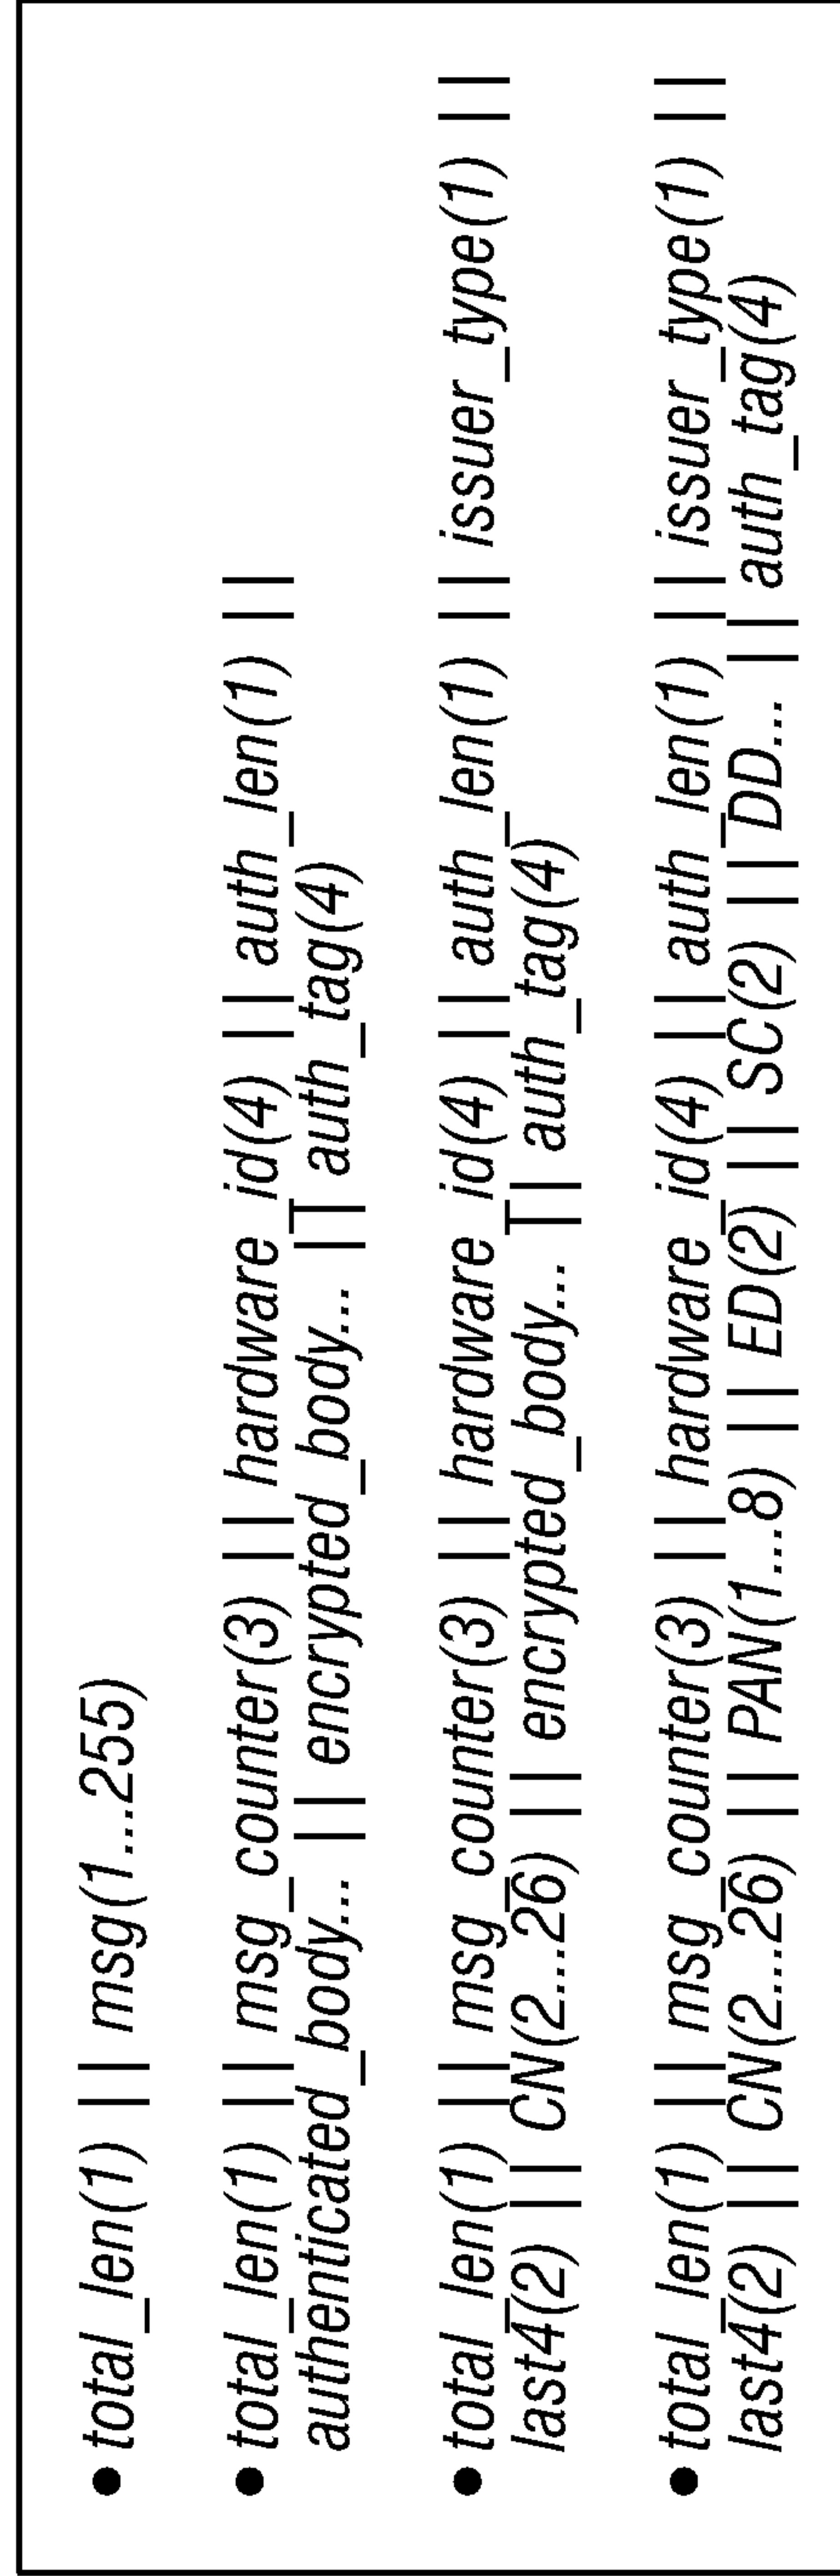 • total_len(1) || msg(1...255)
• total_len(1) || msg_counter(3) || hardware_id(4) || auth_len(1) ||
authenticated_body... || encrypted_body... || auth_tag(4)
• total_len(1) || msg_counter(3) || hardware_id(4) || auth_len(1) || issuer_type(1) ||
last4(2) || CN(2...26) || encrypted_body... || auth_tag(4)
• total_len(1) || msg_counter(3) || hardware_id(4) || auth_len(1) || issuer_type(1) ||
last4(2) || CN(2...26) || PAN(1...8) || ED(2) || SC(2) || DD... || auth_tag(4)